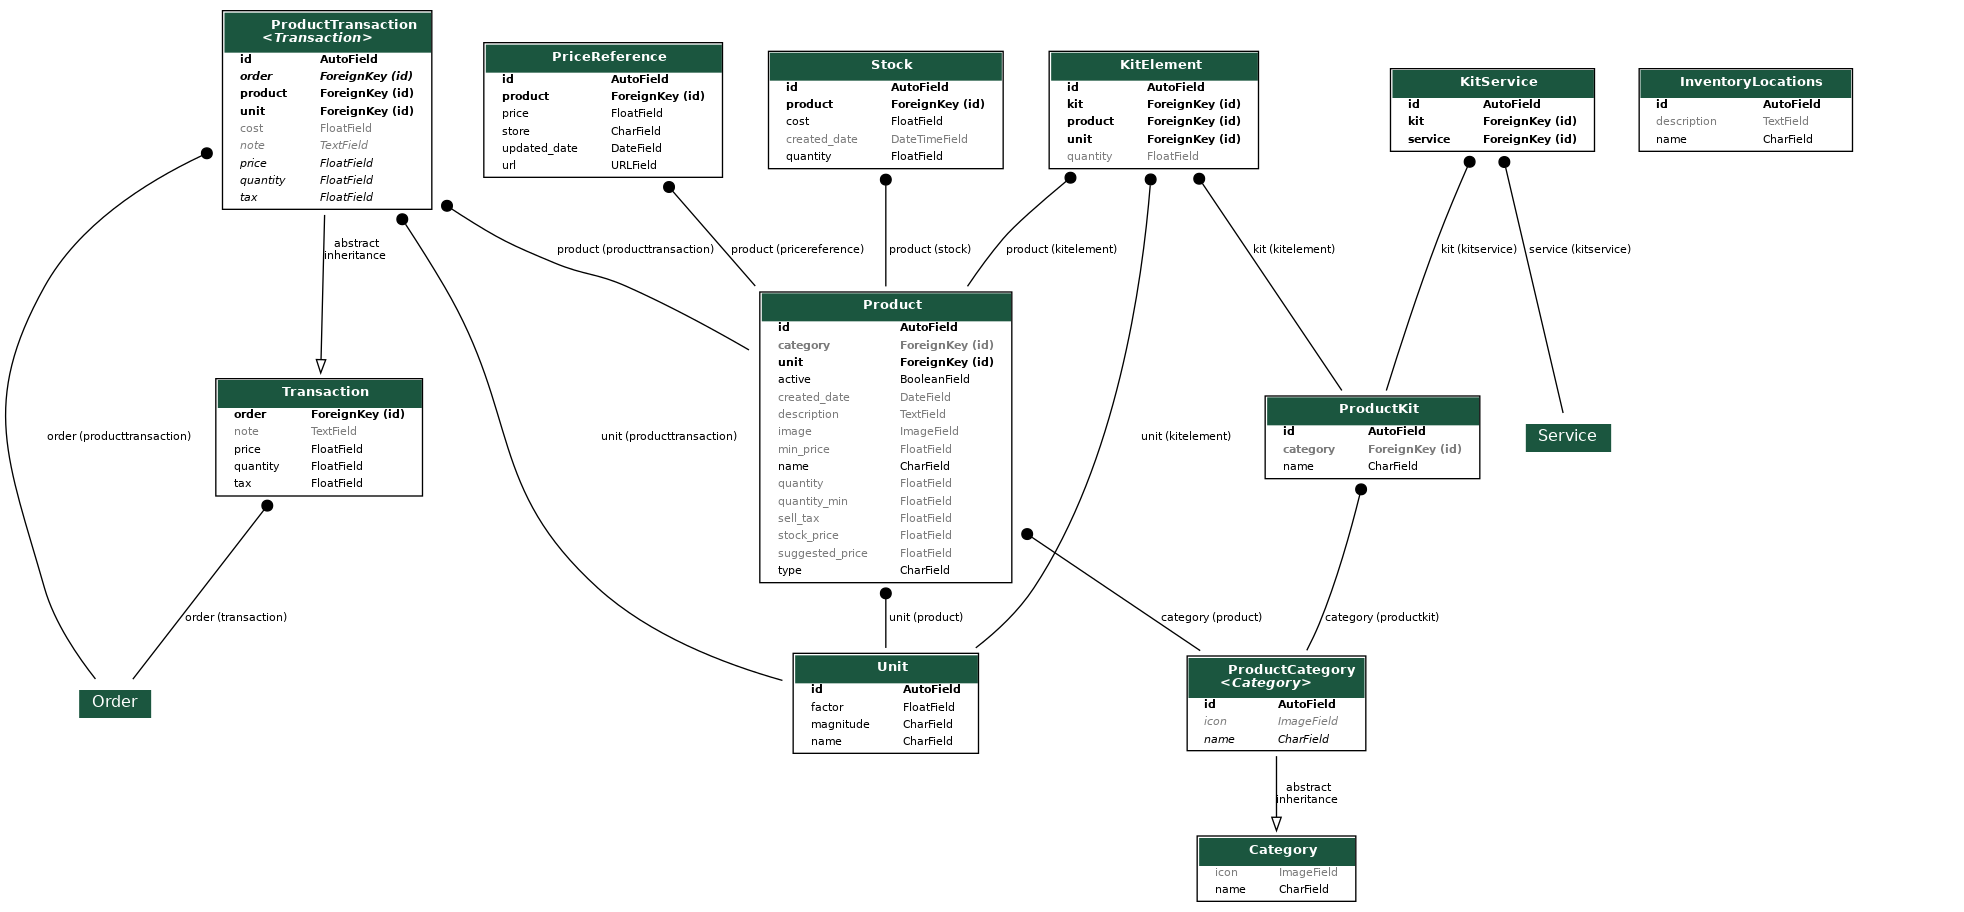 ProductTransaction
<Transaction>
id AutoField
order ForeignKey (id)
product ForeignKey (id)
unit ForeignKey (id)
cost FloatField
note TextField
price FloatField
quantity FloatField
tax FloatField
PriceReference
id AutoField
product ForeignKey (id)
price FloatField
store CharField
updated_date DateField
url URLField
Stock
id AutoField
product ForeignKey (id)
cost FloatField
created_date DateTimeField
quantity FloatField
KitElement
id AutoField
kit ForeignKey (id)
product ForeignKey (id)
unit ForeignKey (id)
quantity FloatField
KitService
id AutoField
kit ForeignKey (id)
service ForeignKey (id)
InventoryLocations
id AutoField
description TextField
name CharField
abstract
inheritance
product (producttransaction)
product (pricereference)
product (stock)
product (kitelement)
kit (kitelement)
kit (kitservice)
service (kitservice)
Transaction
order ForeignKey (id)
note TextField
price FloatField
quantity FloatField
tax FloatField
Product
id AutoField
category ForeignKey (id)
unit ForeignKey (id)
active BooleanField
created_date DateField
description TextField
image ImageField
min_price FloatField
name CharField
quantity FloatField
quantity_min FloatField
sell_tax FloatField
stock_price FloatField
suggested_price FloatField
type CharField
ProductKit
id AutoField
category ForeignKey (id)
name CharField
Service
order (producttransaction)
unit (producttransaction)
unit (kitelement)
order (transaction)
unit (product)
category (product)
category (productkit)
Order
Unit
id AutoField
factor FloatField
magnitude CharField
name CharField
ProductCategory
<Category>
id AutoField
icon ImageField
name CharField
abstract
inheritance
Category
icon ImageField
name CharField